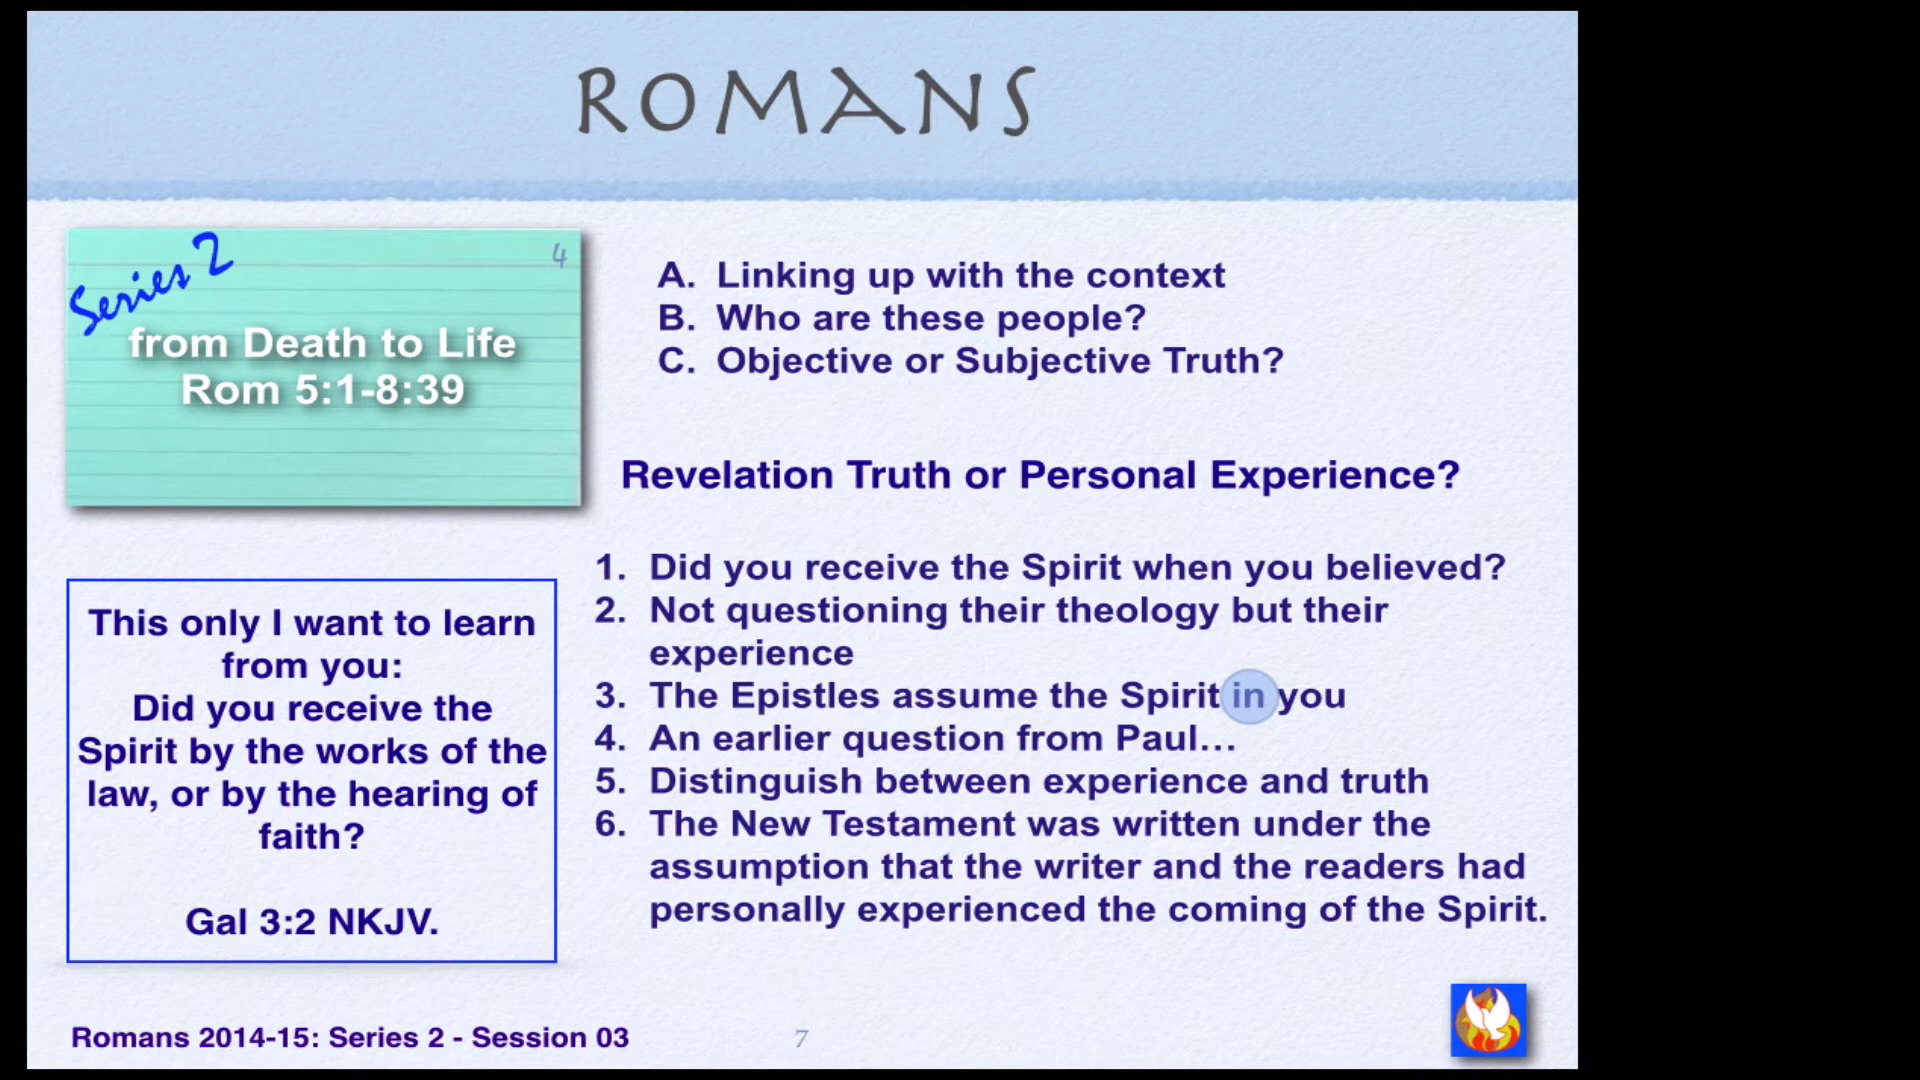 ROMANS
Series 2
4
from Death to Life
Rom 5:1-8:39
A. Linking up with the context
B. Who are these people?
C. Objective or Subjective Truth?
Revelation Truth or Personal Experience?
1. Did you receive the Spirit when you believed?
2. Not questioning their theology but their
experience
3. The Epistles assume the Spirit in you
4. An earlier question from Paul…
5. Distinguish between experience and truth
6. The New Testament was written under the
assumption that the writer and the readers had
personally experienced the coming of the Spirit.
This only I want to learn
from you:
Did you receive the
Spirit by the works of the
law, or by the hearing of
faith?
Gal 3:2 NKJV.
Romans 2014-15: Series 2 - Session 03
7